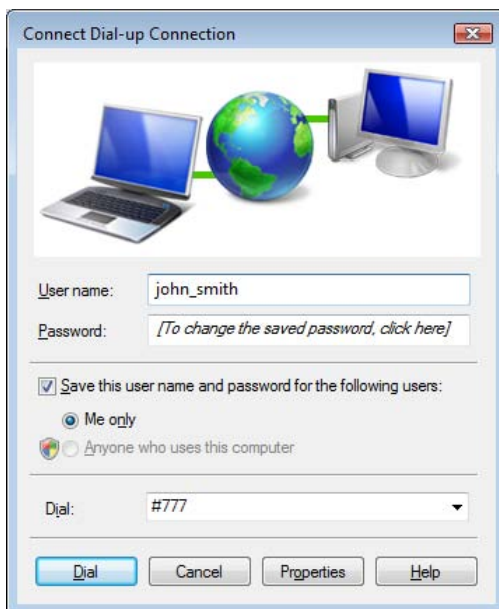 Connect Dial-up Connection
User name: john_smith
Password: [To change the saved password, click here]
Save this user name and password for the following users:
Me only
Anyone who uses this computer
Dial: #777
Dial Cancel Properties Help